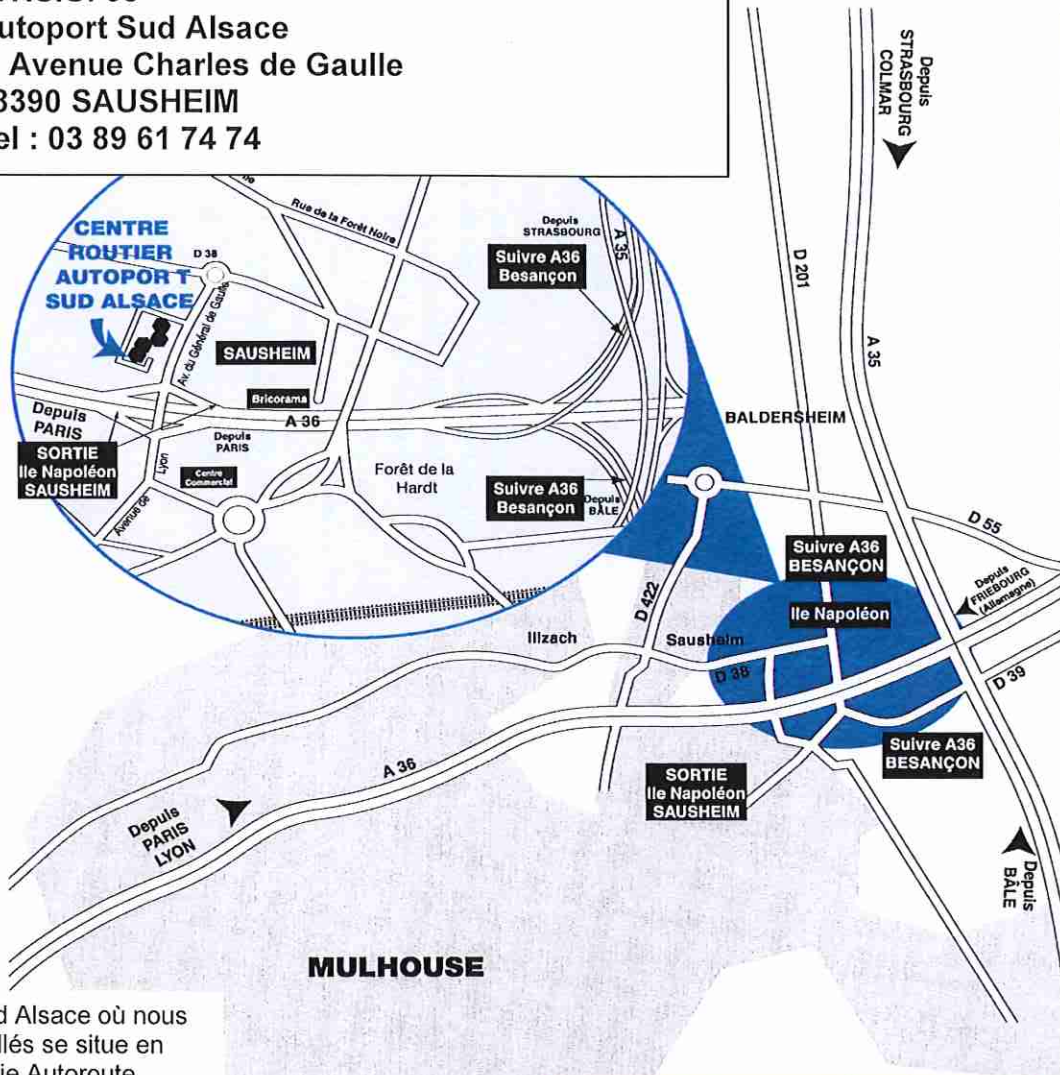 utoport Sud Alsace
Avenue Charles de Gaulle
3390 SAUSHEIM
el : 03 89 61 74 74
Depuis
STRASBOURG
COLMAR
Rue de la Forêt Noire
CENTRE
ROUTIER
AUTOPOR T
SUD ALSACE
D 38
Av. du Général de Gaulle
Depuis
STRASBOURG
A 35
Suivre A36
Besançon
D 201
A 35
SAUSHEIM
Bricorama
A 36
Depuis
PARIS
Depuis
PARIS
SORTIE
Ile Napoléon
SAUSHEIM
Lyon
Avenue de
Centre
Commercial
Forêt de la
Hardt
Suivre A36
Besançon
Depuis
BÂLE
BALDERSHEIM
D 55
Suivre A36
BESANÇON
Depuis
FRIEBOURG
(Allemagne)
Ile Napoléon
D 422
Illzach
Sausheim
D 38
D 39
Suivre A36
BESANÇON
A 36
SORTIE
Ile Napoléon
SAUSHEIM
Depuis
PARIS
LYON
Depuis
BÂLE
MULHOUSE
d Alsace où nous
llés se situe en
ie Autoroute